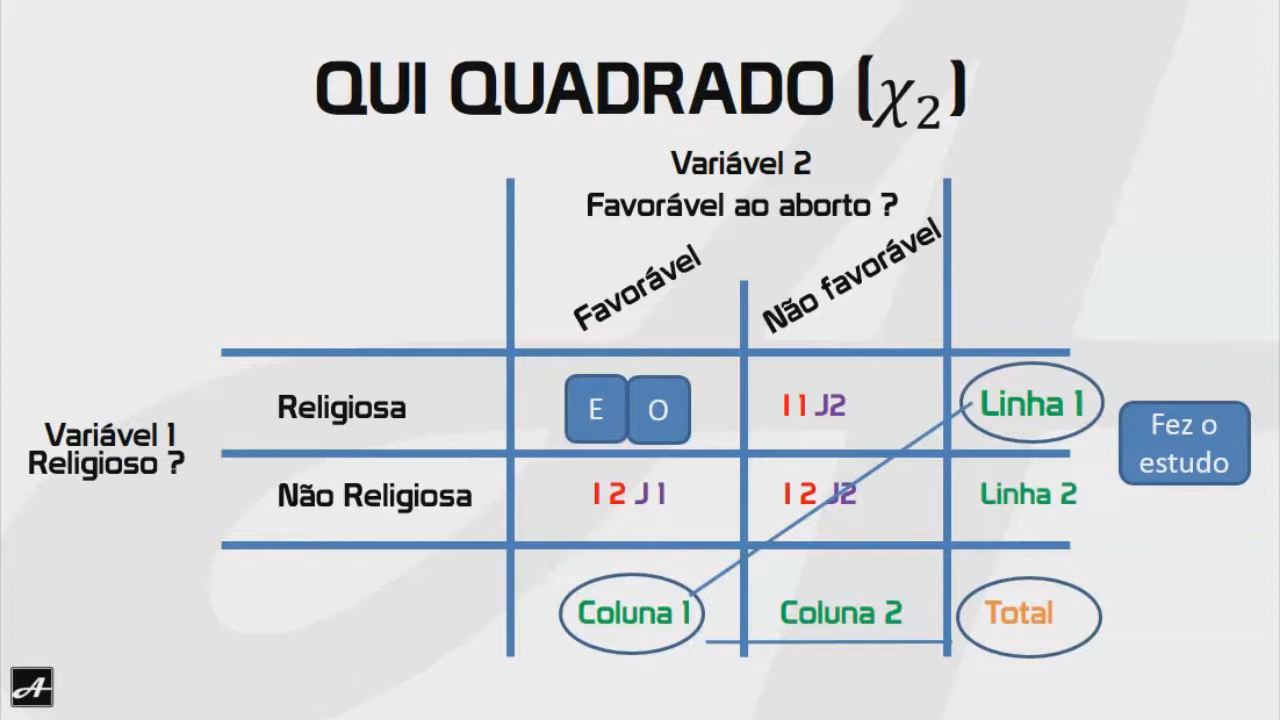 QUI QUADRADO (χ₂)
Variável 2
Favorável ao aborto ?
Favorável
Não favorável
Religiosa
E
O
I 1 J2
Linha 1
Fez o
estudo
Variável 1
Religioso ?
Não Religiosa
I 2 J 1
I 2 J2
Linha 2
Coluna 1
Coluna 2
Total
A